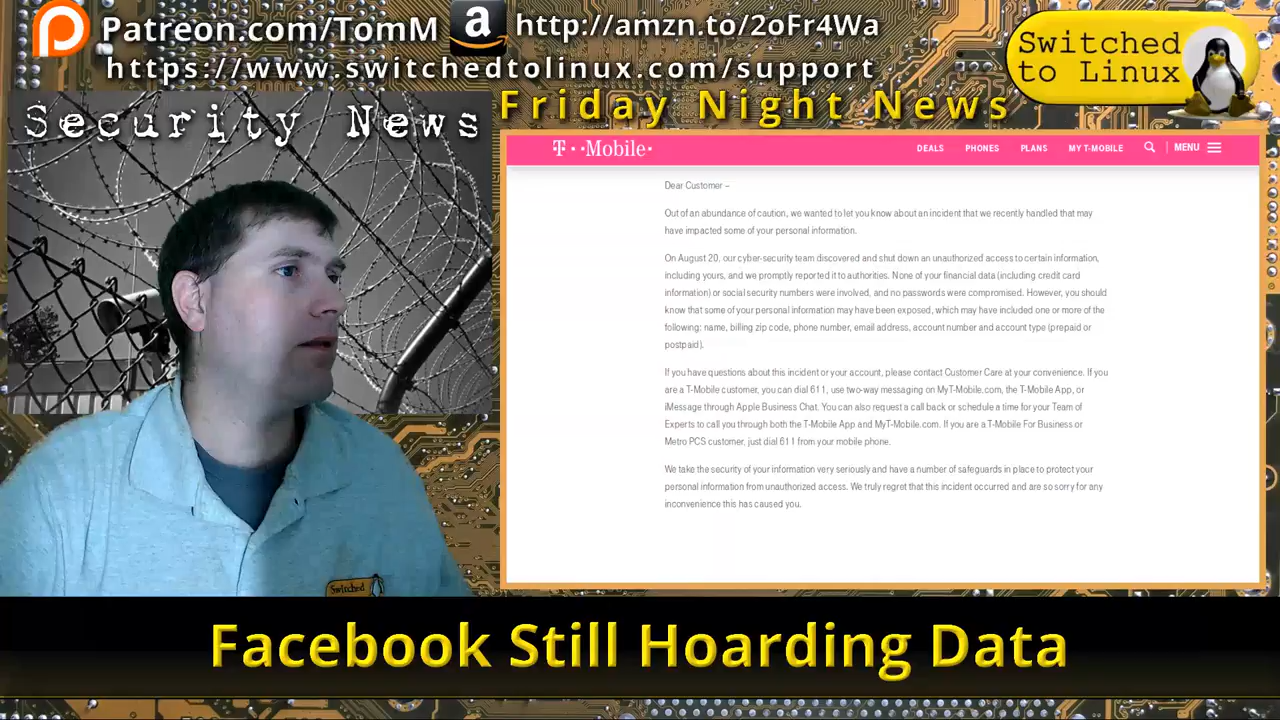 Patreon.com/TomM
a
http://amzn.to/2oFr4Wa
https://www.switchedtolinux.com/support
Switched
to Linux
Security News
Friday Night News
T··Mobile·
DEALS
PHONES
PLANS
MY T-MOBILE
MENU
Dear Customer –
Out of an abundance of caution, we wanted to let you know about an incident that we recently handled that may
have impacted some of your personal information.
On August 20, our cyber-security team discovered and shut down an unauthorized access to certain information,
including yours, and we promptly reported it to authorities. None of your financial data (including credit card
information) or social security numbers were involved, and no passwords were compromised. However, you should
know that some of your personal information may have been exposed, which may have included one or more of the
following: name, billing zip code, phone number, email address, account number and account type (prepaid or
postpaid).
If you have questions about this incident or your account, please contact Customer Care at your convenience. If you
are a T-Mobile customer, you can dial 611, use two-way messaging on MyT-Mobile.com, the T-Mobile App, or
iMessage through Apple Business Chat. You can also request a call back or schedule a time for your Team of
Experts to call you through both the T-Mobile App and MyT-Mobile.com. If you are a T-Mobile For Business or
Metro PCS customer, just dial 611 from your mobile phone.
We take the security of your information very seriously and have a number of safeguards in place to protect your
personal information from unauthorized access. We truly regret that this incident occurred and are so sorry for any
inconvenience this has caused you.
Switched
Facebook Still Hoarding Data